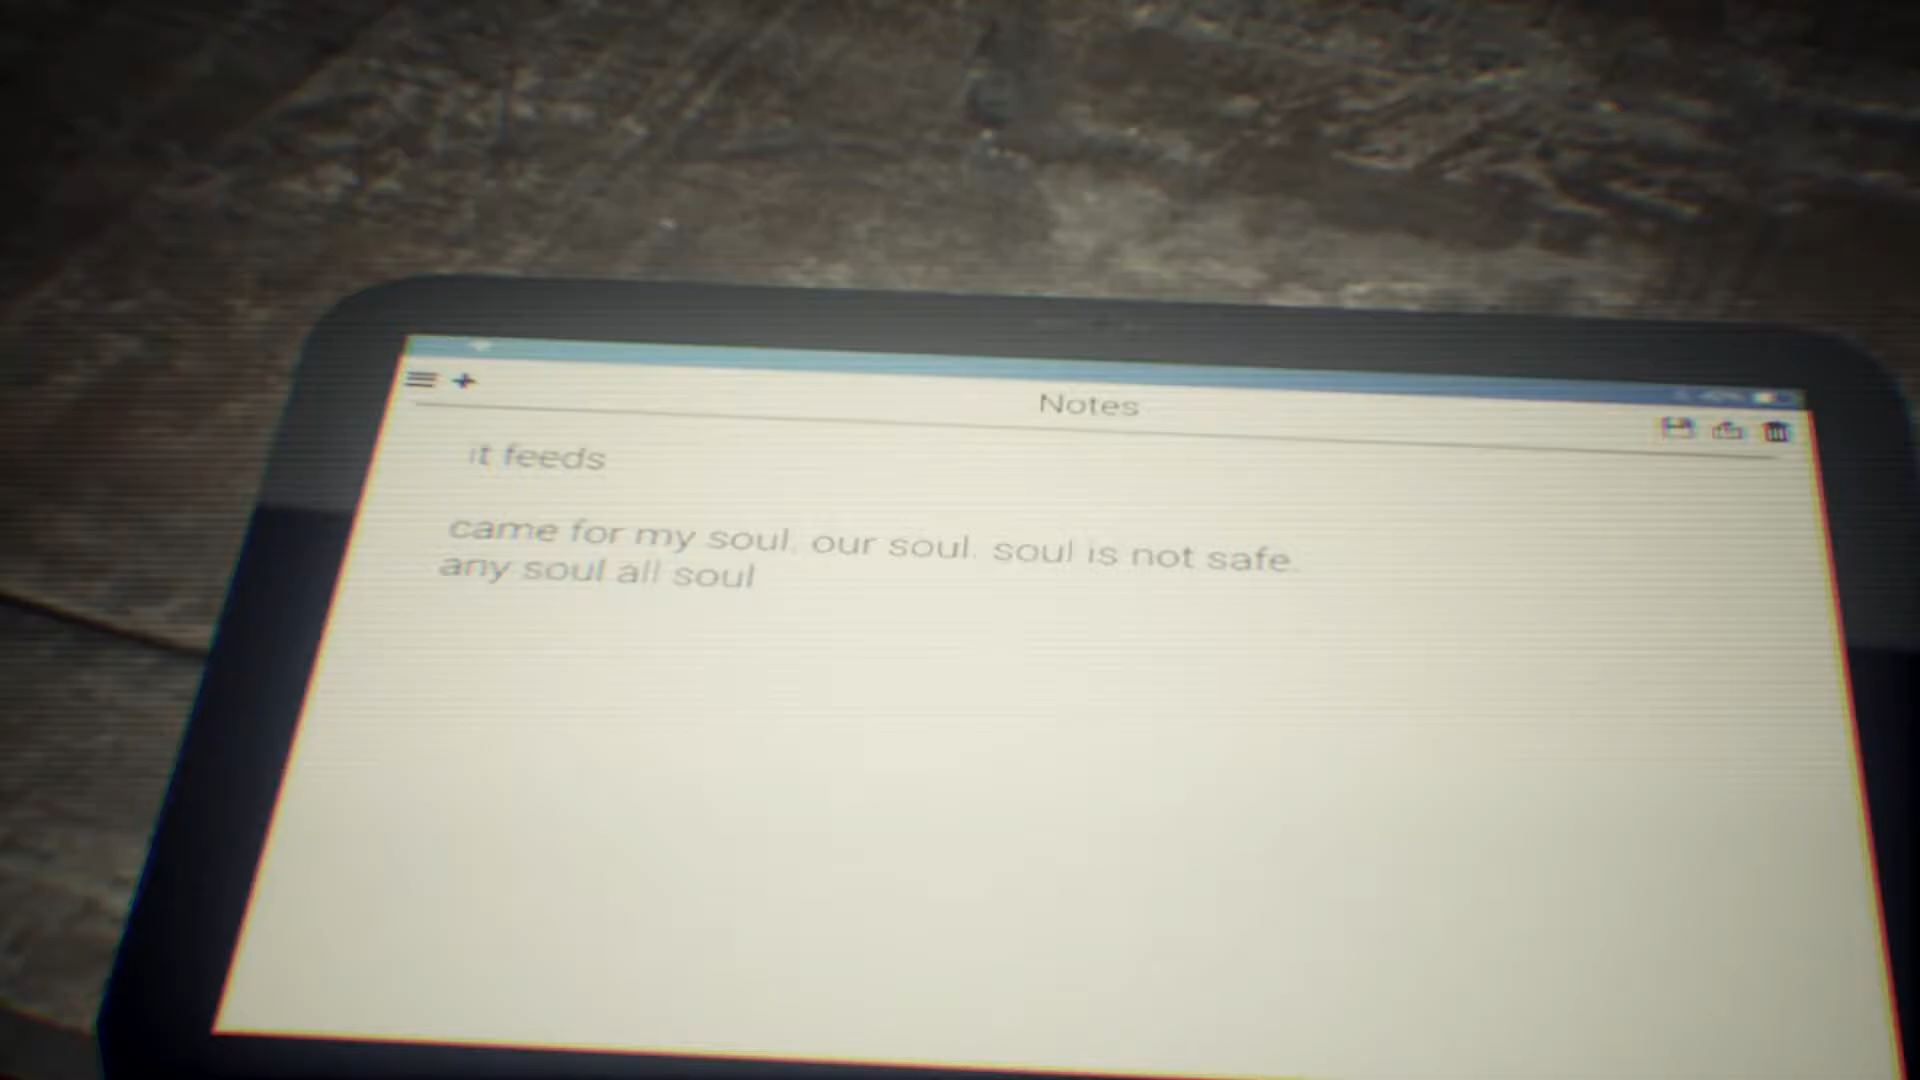 Notes
it feeds
came for my soul, our soul. soul is not safe.
any soul all soul